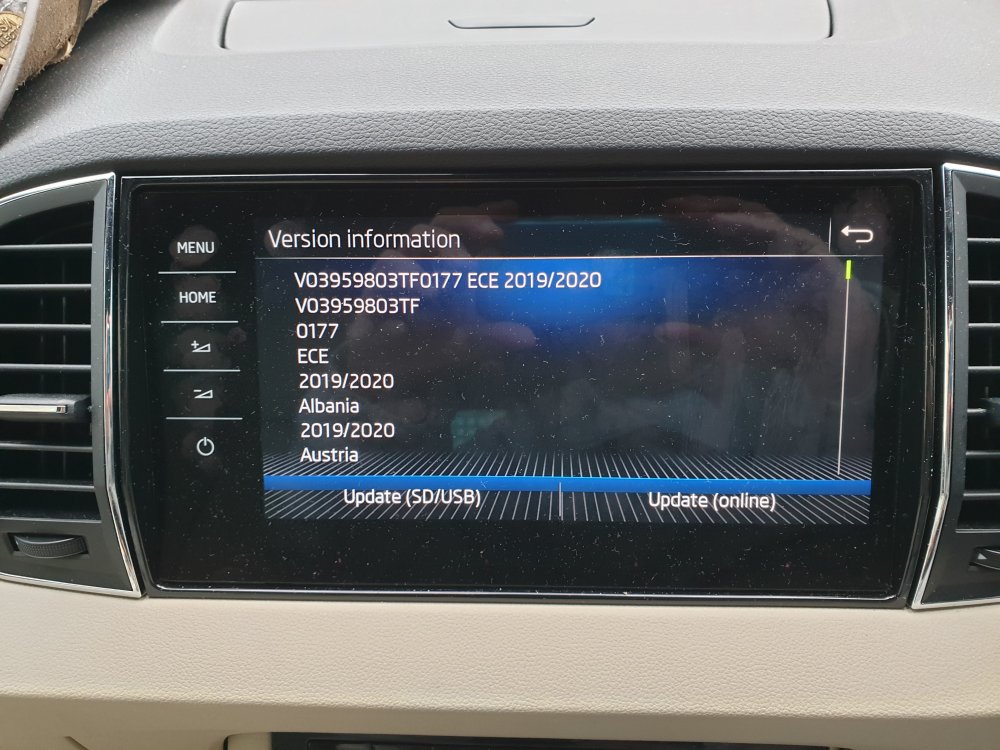 MENU
HOME
Version information
V03959803TF0177 ECE 2019/2020
V03959803TF
0177
ECE
2019/2020
Albania
2019/2020
Austria
Update (SD/USB)
Update (online)